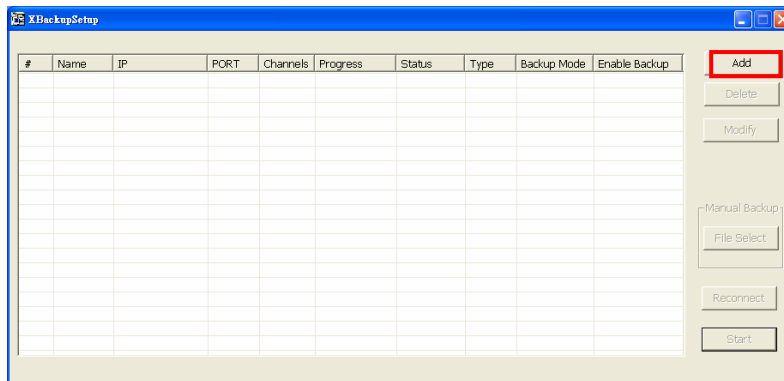 XBackupSetup
# Name IP PORT Channels Progress Status Type Backup Mode Enable Backup
Add
Delete
Modify
Manual Backup
File Select
Reconnect
Start